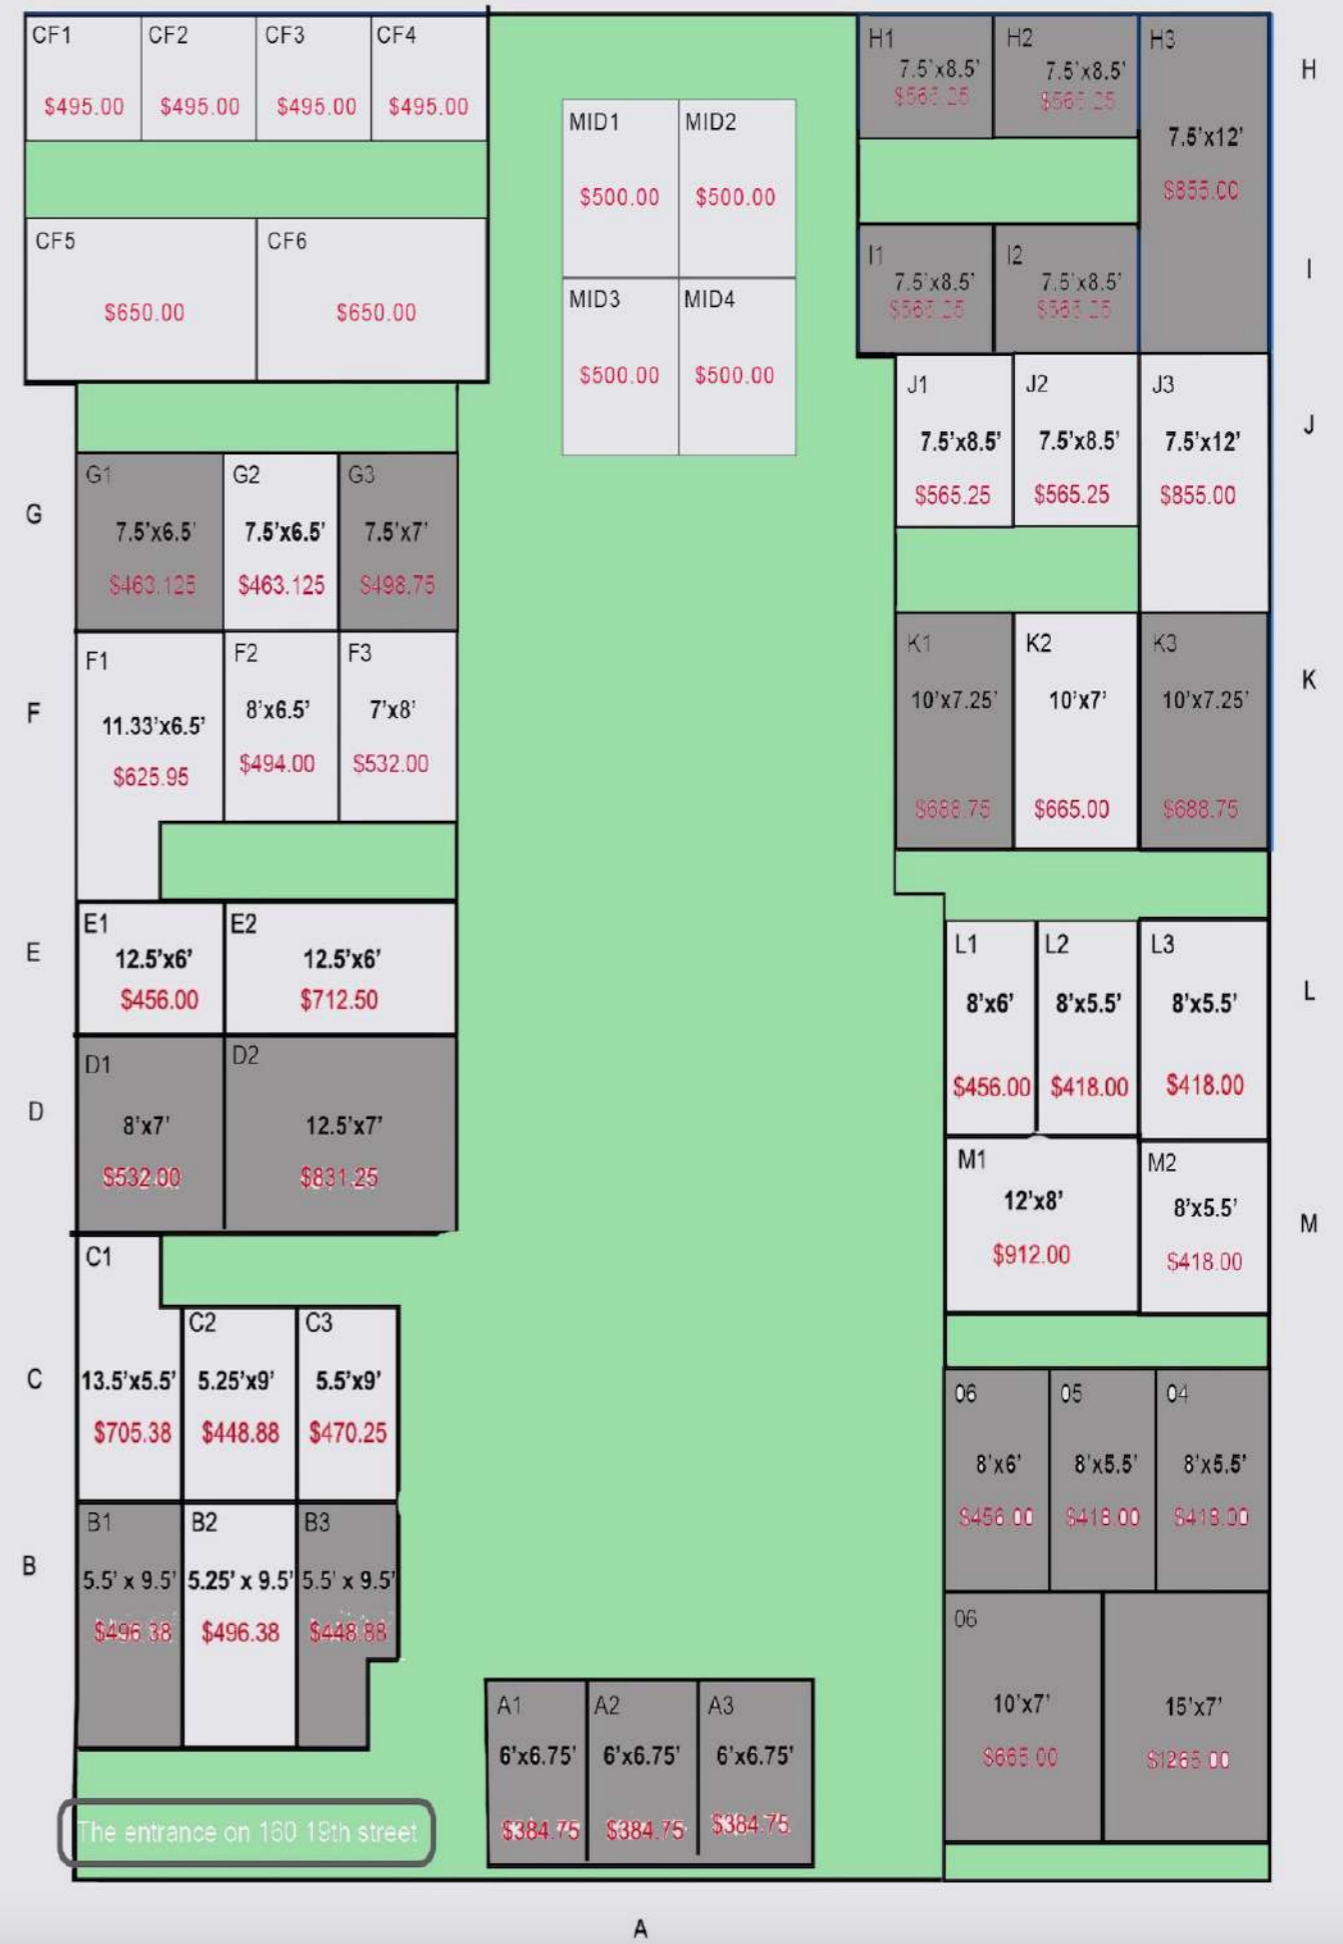 CF1
$495.00
CF2
$495.00
CF3
$495.00
CF4
$495.00
CF5
$650.00
CF6
$650.00
MID1
$500.00
MID2
$500.00
MID3
$500.00
MID4
$500.00
H1
7.5'x8.5'
$565.25
H2
7.5'x8.5'
$565.25
H3
7.5'x12'
$855.00
H
I1
7.5'x8.5'
$565.25
I2
7.5'x8.5'
$565.25
I
J1
7.5'x8.5'
$565.25
J2
7.5'x8.5'
$565.25
J3
7.5'x12'
$855.00
J
G
G1
7.5'x6.5'
$463.125
G2
7.5'x6.5'
$463.125
G3
7.5'x7'
$498.75
F
F1
11.33'x6.5'
$625.95
F2
8'x6.5'
$494.00
F3
7'x8'
$532.00
K1
10'x7.25'
$688.75
K2
10'x7'
$665.00
K3
10'x7.25'
$688.75
K
E
E1
12.5'x6'
$456.00
E2
12.5'x6'
$712.50
D
D1
8'x7'
$532.00
D2
12.5'x7'
$831.25
L1
8'x6'
$456.00
L2
8'x5.5'
$418.00
L3
8'x5.5'
$418.00
L
M1
12'x8'
$912.00
M2
8'x5.5'
$418.00
M
C
C1
13.5'x5.5'
$705.38
C2
5.25'x9'
$448.88
C3
5.5'x9'
$470.25
B
B1
5.5' x 9.5'
$496.38
B2
5.25' x 9.5'
$496.38
B3
5.5' x 9.5'
$448.88
06
8'x6'
$456.00
05
8'x5.5'
$418.00
04
8'x5.5'
$418.00
06
10'x7'
$665.00
15'x7'
$1265.00
A1
6'x6.75'
$384.75
A2
6'x6.75'
$384.75
A3
6'x6.75'
$384.75
The entrance on 160 19th street
A